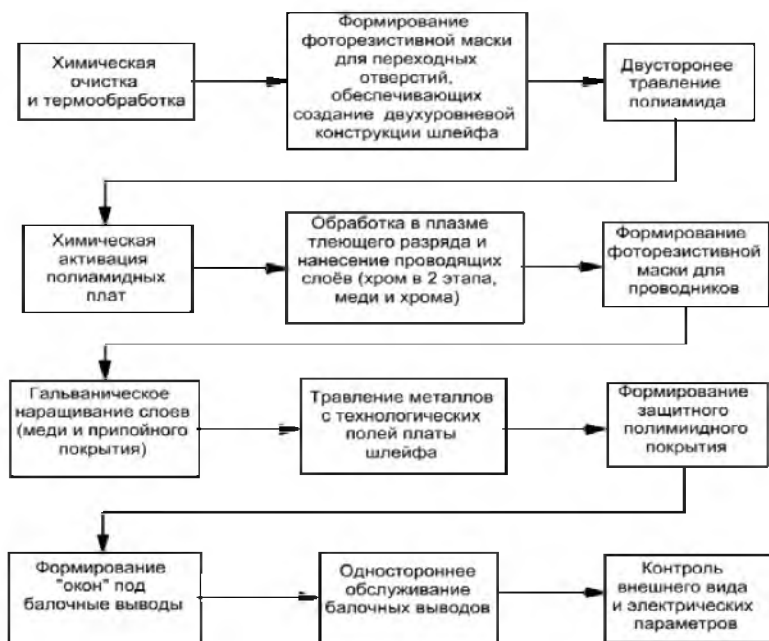 Химическая
очистка
и термообработка
Формирование
фоторезистивной маски
для переходных
отверстий,
обеспечивающих
создание двухуровневой
конструкции шлейфа
Двусторонее
травление
полиамида
Химическая
активация
полиамидных
плат
Обработка в плазме
тлеющего разряда и
нанесение проводящих
слоёв (хром в 2 этапа,
меди и хрома)
Формирование
фоторезистивной
маски для
проводников
Гальваническое
наращивание слоев
(меди и припойного
покрытия)
Травление металлов
с технологических
полей платы
шлейфа
Формирование
защитного
полимиидного
покрытия
Формирование
"окон" под
балочные выводы
Одностороннее
обслуживание
балочных выводов
Контроль
внешнего вида
и электрических
параметров